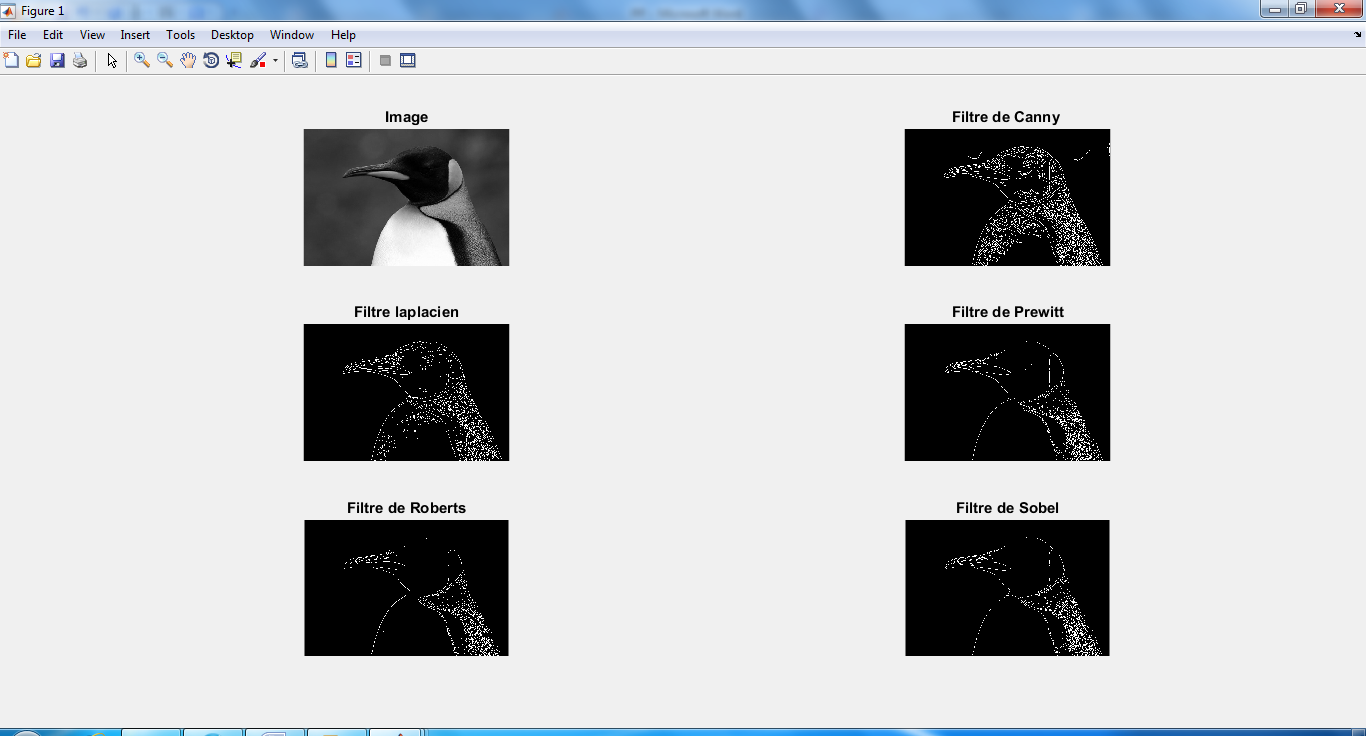 Figure 1
File Edit View Insert Tools Desktop Window Help
Image
Filtre de Canny
Filtre laplacien
Filtre de Prewitt
Filtre de Roberts
Filtre de Sobel